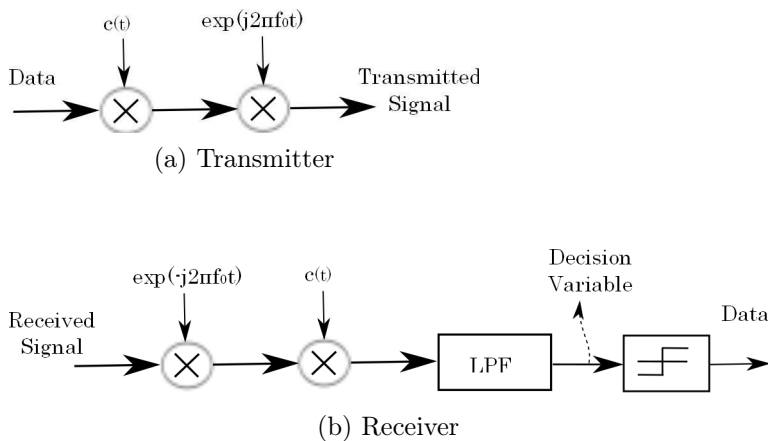 c(t)
exp(j2πf₀t)
Data
Transmitted
Signal
(a) Transmitter
exp(-j2πf₀t)
c(t)
Decision
Variable
Received
Signal
LPF
Data
(b) Receiver